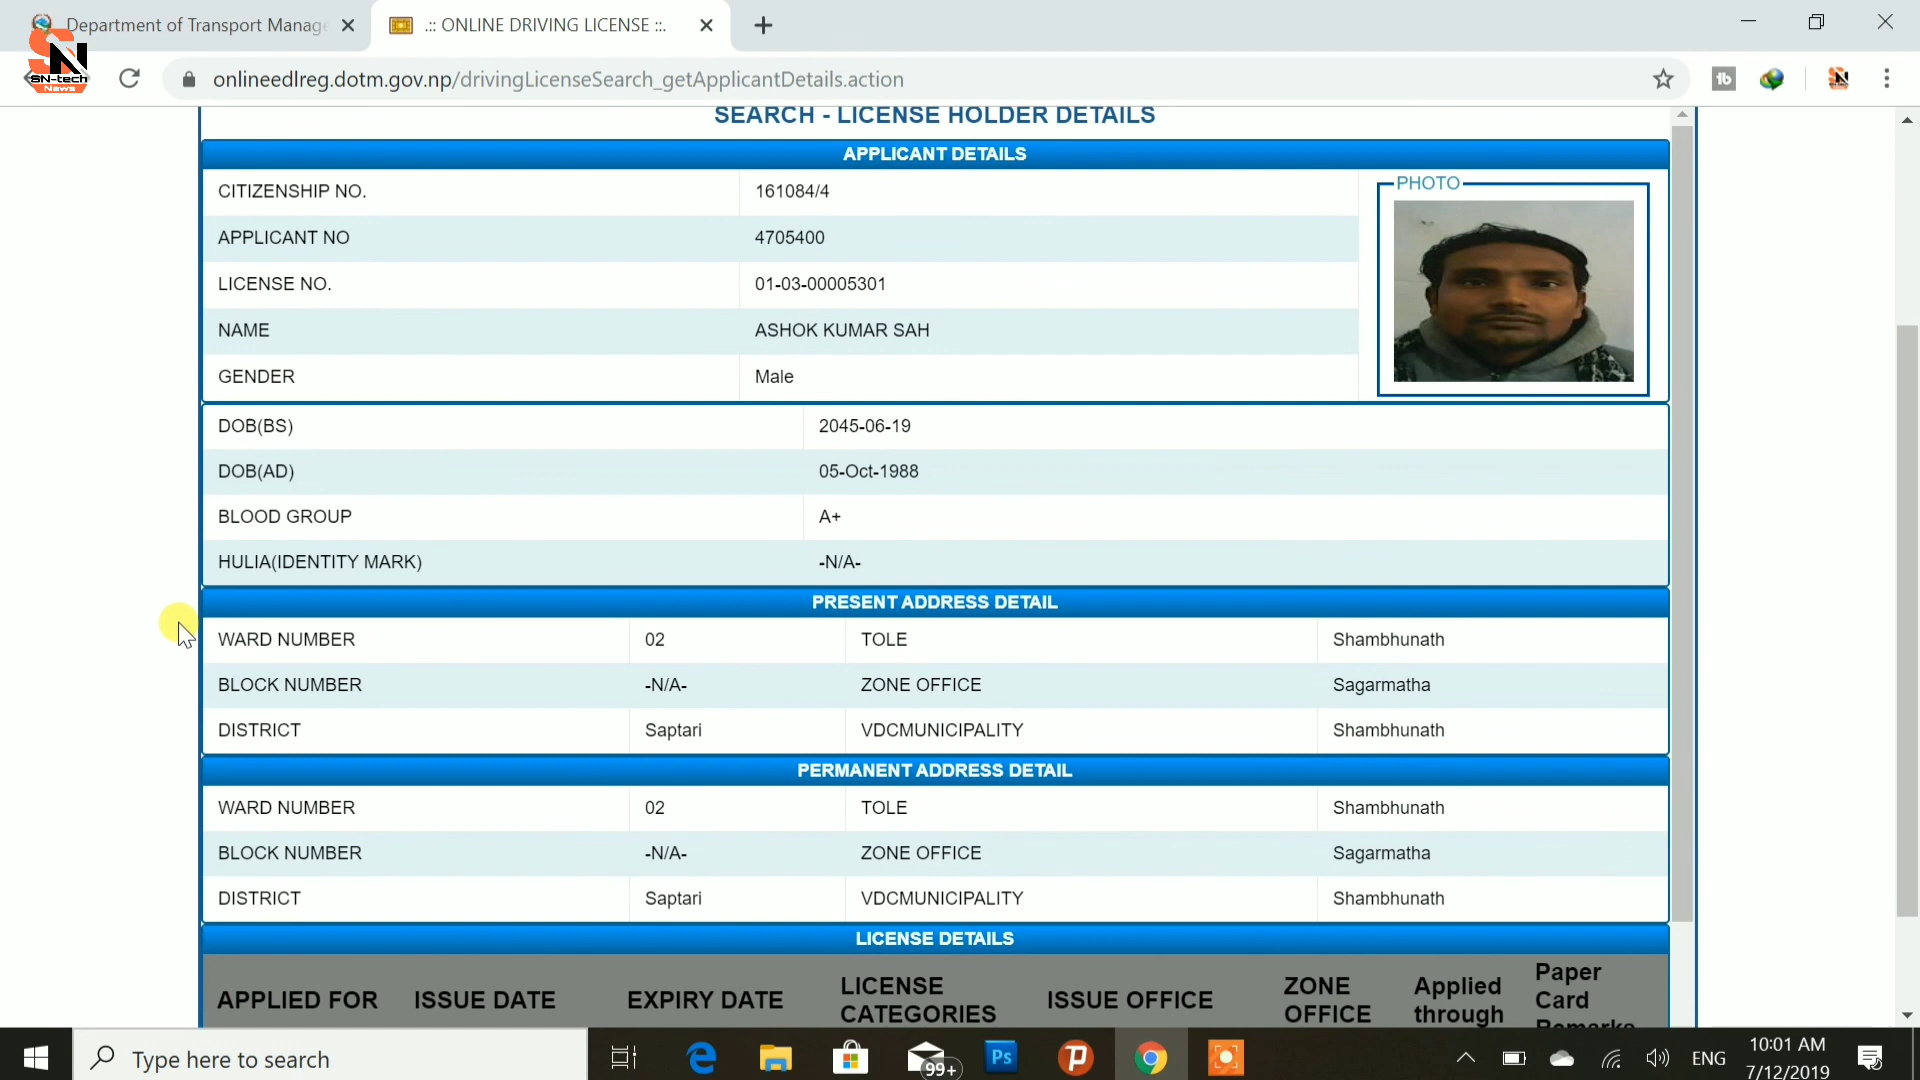 Department of Transport Manag
.:: ONLINE DRIVING LICENSE ::.
SN
SN-tech
News
onlineedlreg.dotm.gov.np/drivingLicenseSearch_getApplicantDetails.action
SEARCH - LICENSE HOLDER DETAILS
APPLICANT DETAILS
CITIZENSHIP NO. 161084/4
PHOTO
APPLICANT NO 4705400
LICENSE NO. 01-03-00005301
NAME ASHOK KUMAR SAH
GENDER Male
DOB(BS) 2045-06-19
DOB(AD) 05-Oct-1988
BLOOD GROUP A+
HULIA(IDENTITY MARK) -N/A-
PRESENT ADDRESS DETAIL
WARD NUMBER 02 TOLE Shambhunath
BLOCK NUMBER -N/A- ZONE OFFICE Sagarmatha
DISTRICT Saptari VDCMUNICIPALITY Shambhunath
PERMANENT ADDRESS DETAIL
WARD NUMBER 02 TOLE Shambhunath
BLOCK NUMBER -N/A- ZONE OFFICE Sagarmatha
DISTRICT Saptari VDCMUNICIPALITY Shambhunath
LICENSE DETAILS
APPLIED FOR ISSUE DATE EXPIRY DATE LICENSE CATEGORIES ISSUE OFFICE ZONE OFFICE Applied through Paper Card Remarks
Type here to search
99+
Ps
ENG
10:01 AM
7/12/2019